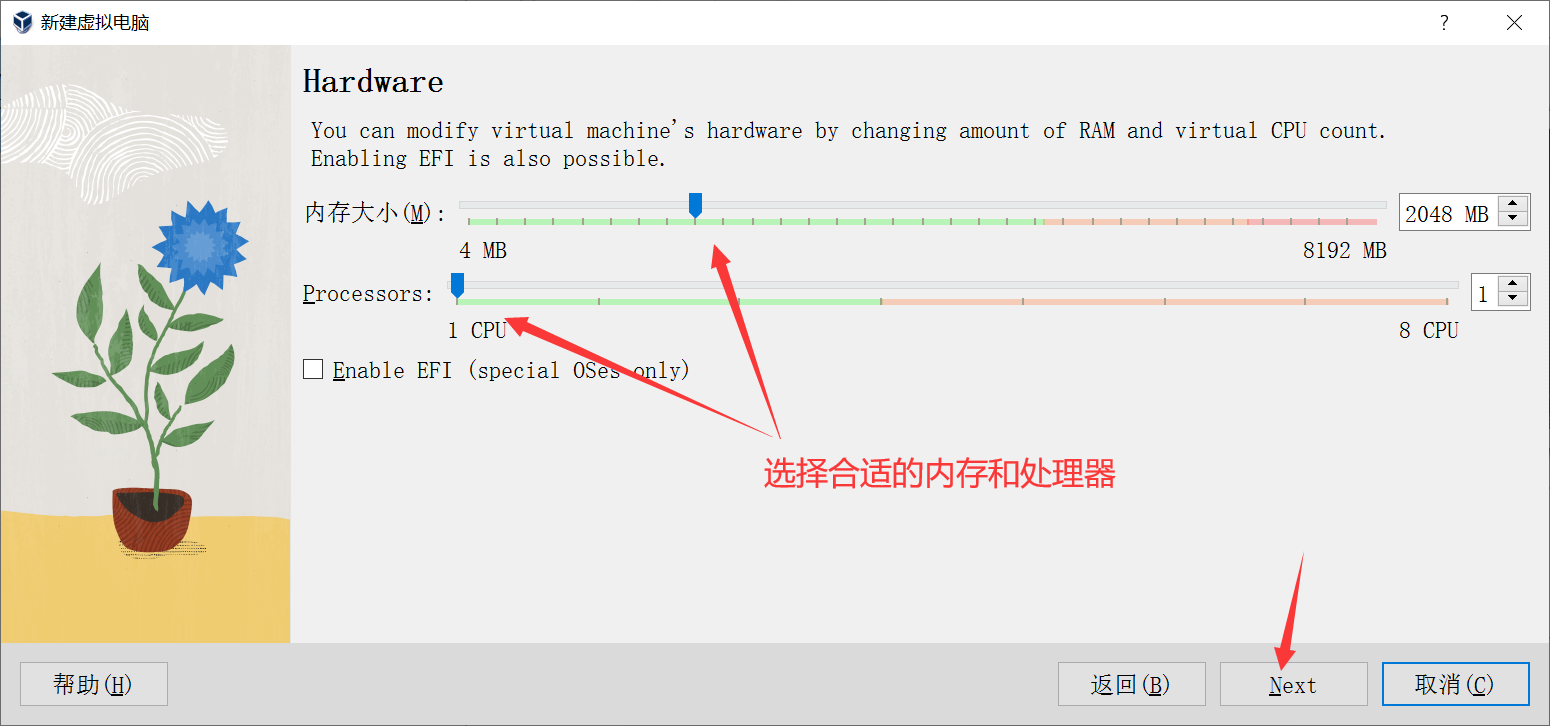 新建虚拟电脑
?
Hardware
You can modify virtual machine's hardware by changing amount of RAM and virtual CPU count.
Enabling EFI is also possible.
内存大小(M):
2048 MB
4 MB
8192 MB
Processors:
1
1 CPU
8 CPU
Enable EFI (special OSes only)
选择合适的内存和处理器
帮助(H)
返回(B)
Next
取消(C)